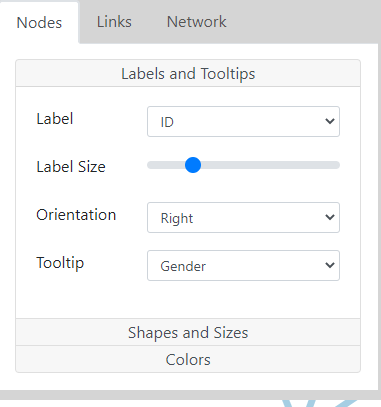 Nodes Links Network
Labels and Tooltips
Label ID
Label Size
Orientation Right
Tooltip Gender
Shapes and Sizes
Colors